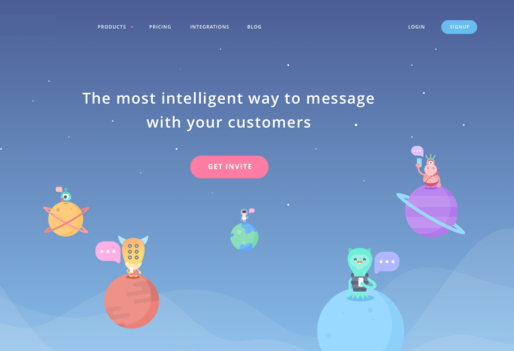 PRODUCTS
PRICING
INTEGRATIONS
BLOG
LOGIN
SIGNUP
The most intelligent way to message
with your customers
GET INVITE